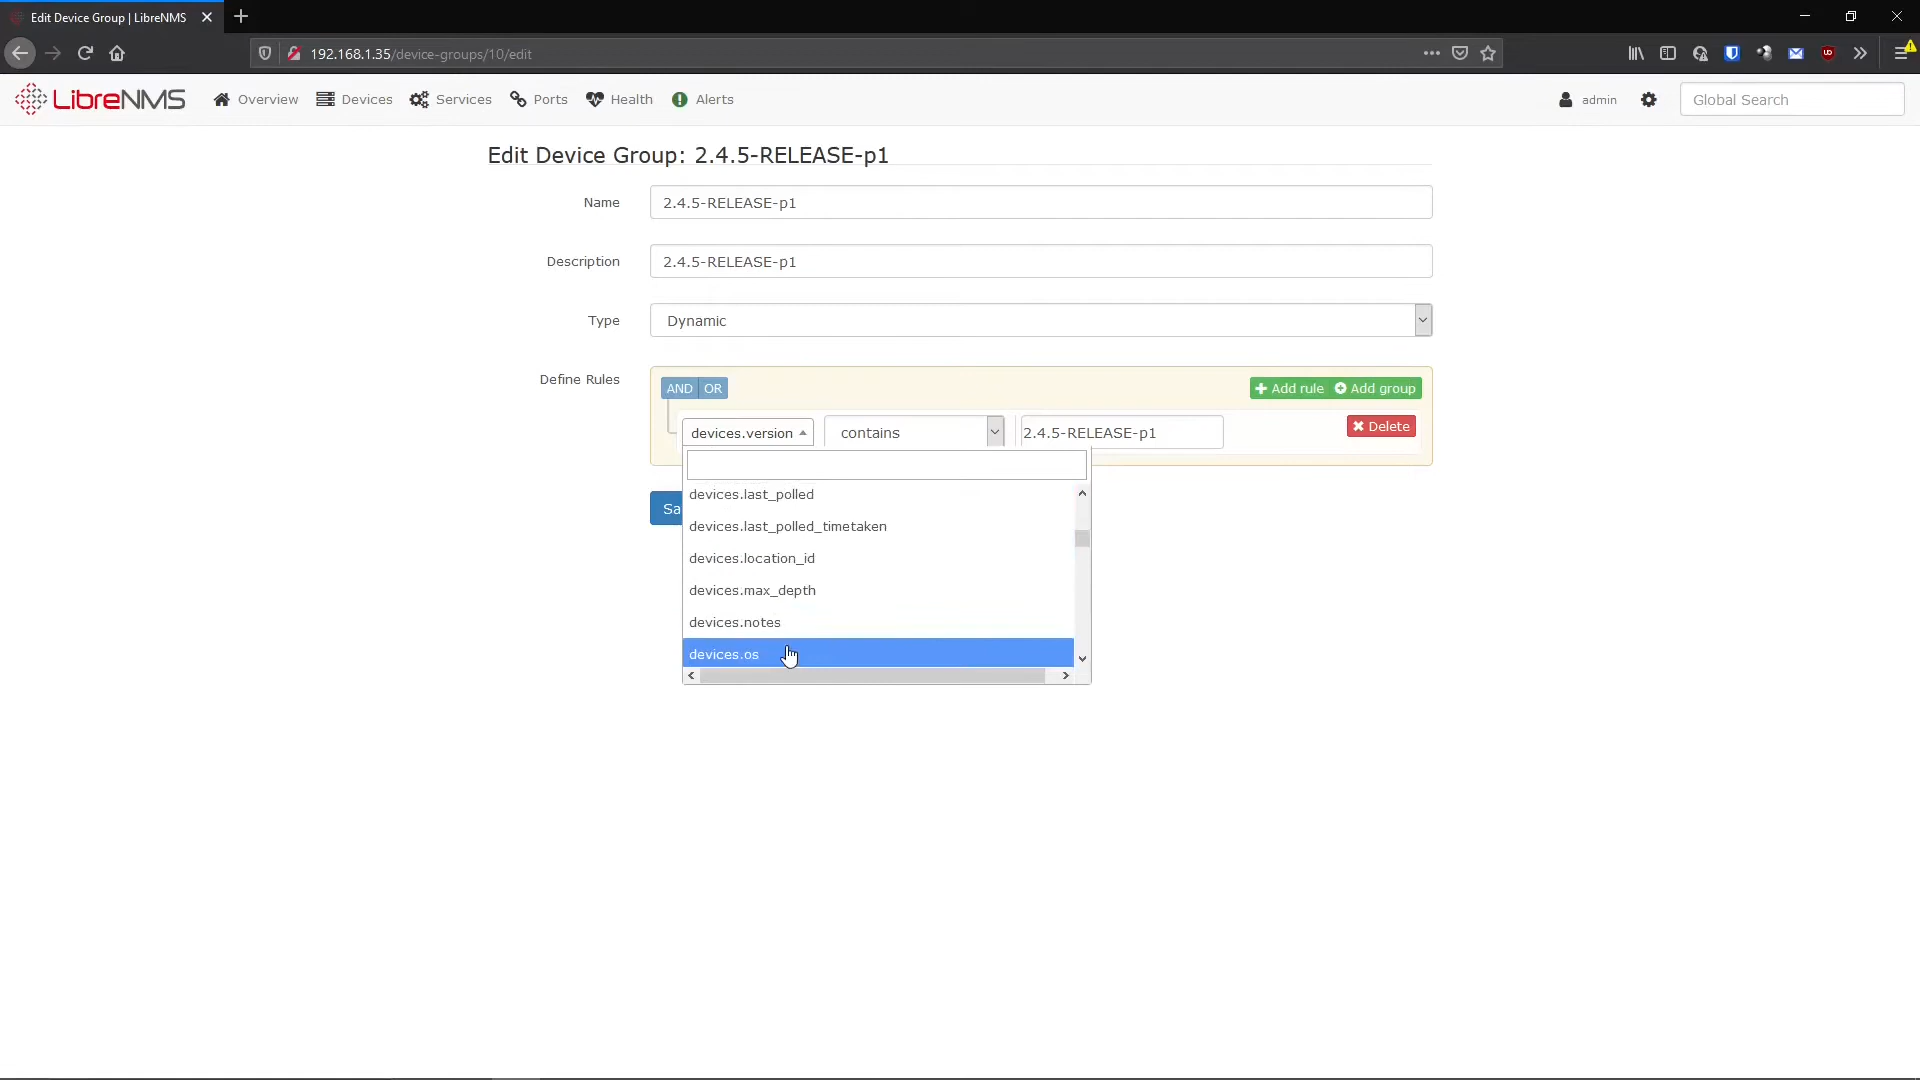 Edit Device Group | LibreNMS
192.168.1.35/device-groups/10/edit
LibreNMS Overview Devices Services Ports Health Alerts admin Global Search
Edit Device Group: 2.4.5-RELEASE-p1
Name 2.4.5-RELEASE-p1
Description 2.4.5-RELEASE-p1
Type Dynamic
Define Rules AND OR Add rule Add group
devices.version contains 2.4.5-RELEASE-p1 Delete
devices.last_polled
Sa
devices.last_polled_timetaken
devices.location_id
devices.max_depth
devices.notes
devices.os